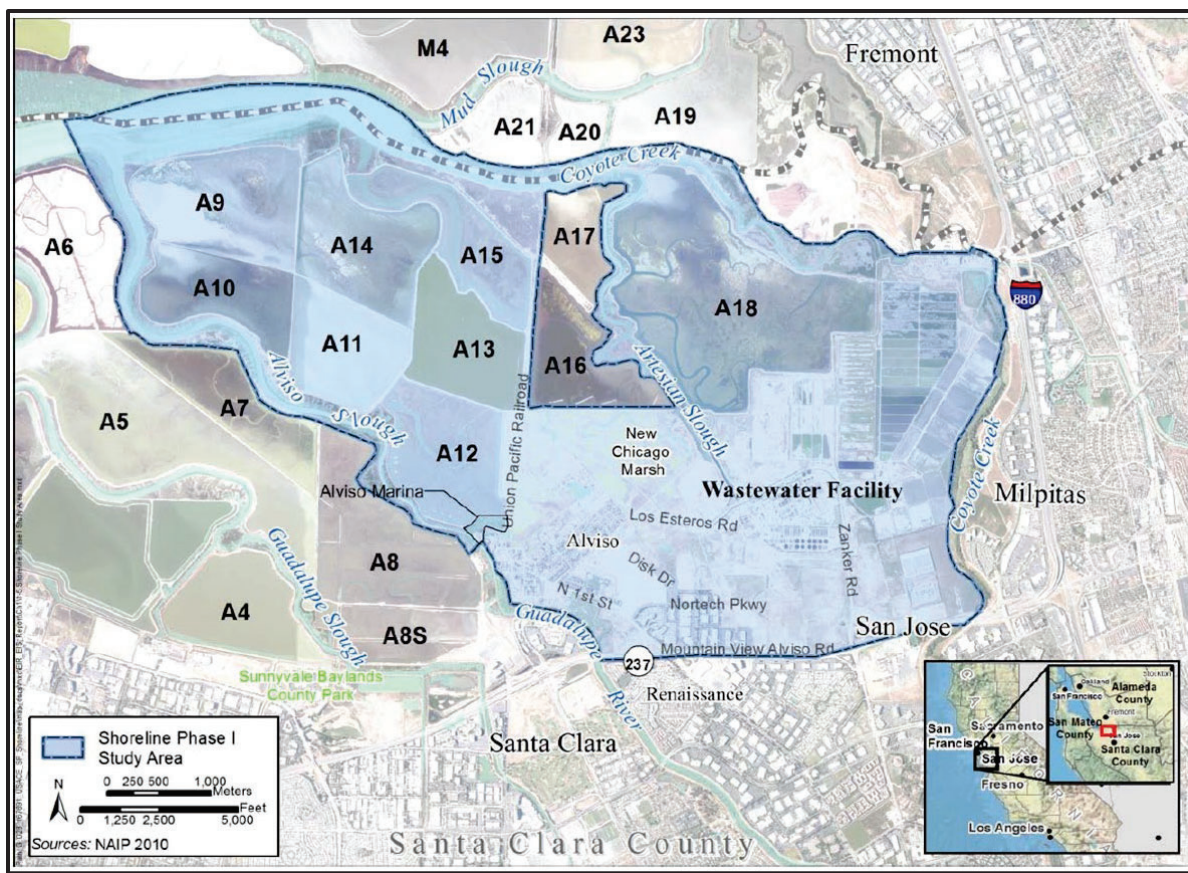 M4
A23
Fremont
Mud Slough
A21
A20
A19
Coyote Creek
A9
A14
A15
A17
A6
A10
A18
880
A11
A13
A16
Artesian Slough
Alviso Slough
A7
A5
A12
Union Pacific Railroad
New
Chicago
Marsh
Coyote Creek
Milpitas
Wastewater Facility
Alviso Marina
Los Esteros Rd
Zanker Rd
Alviso
Disk Dr
Guadalupe Slough
A8
N 1st St
Nortech Pkwy
A4
A8S
Guadalupe River
San Jose
Mountain View Alviso Rd
237
Sunnyvale Baylands
County Park
Renaissance
Santa Clara
Santa Clara County
Shoreline Phase I
Study Area
N
0 250 500 1,000
Meters
Feet
0 1,250 2,500 5,000
Sources: NAIP 2010
San
Francisco
Sacramento
San Jose
Fresno
Los Angeles
Stockton
Oakland
San Francisco
Alameda
County
Fremont
San Mateo
County
San Jose
Santa Clara
County